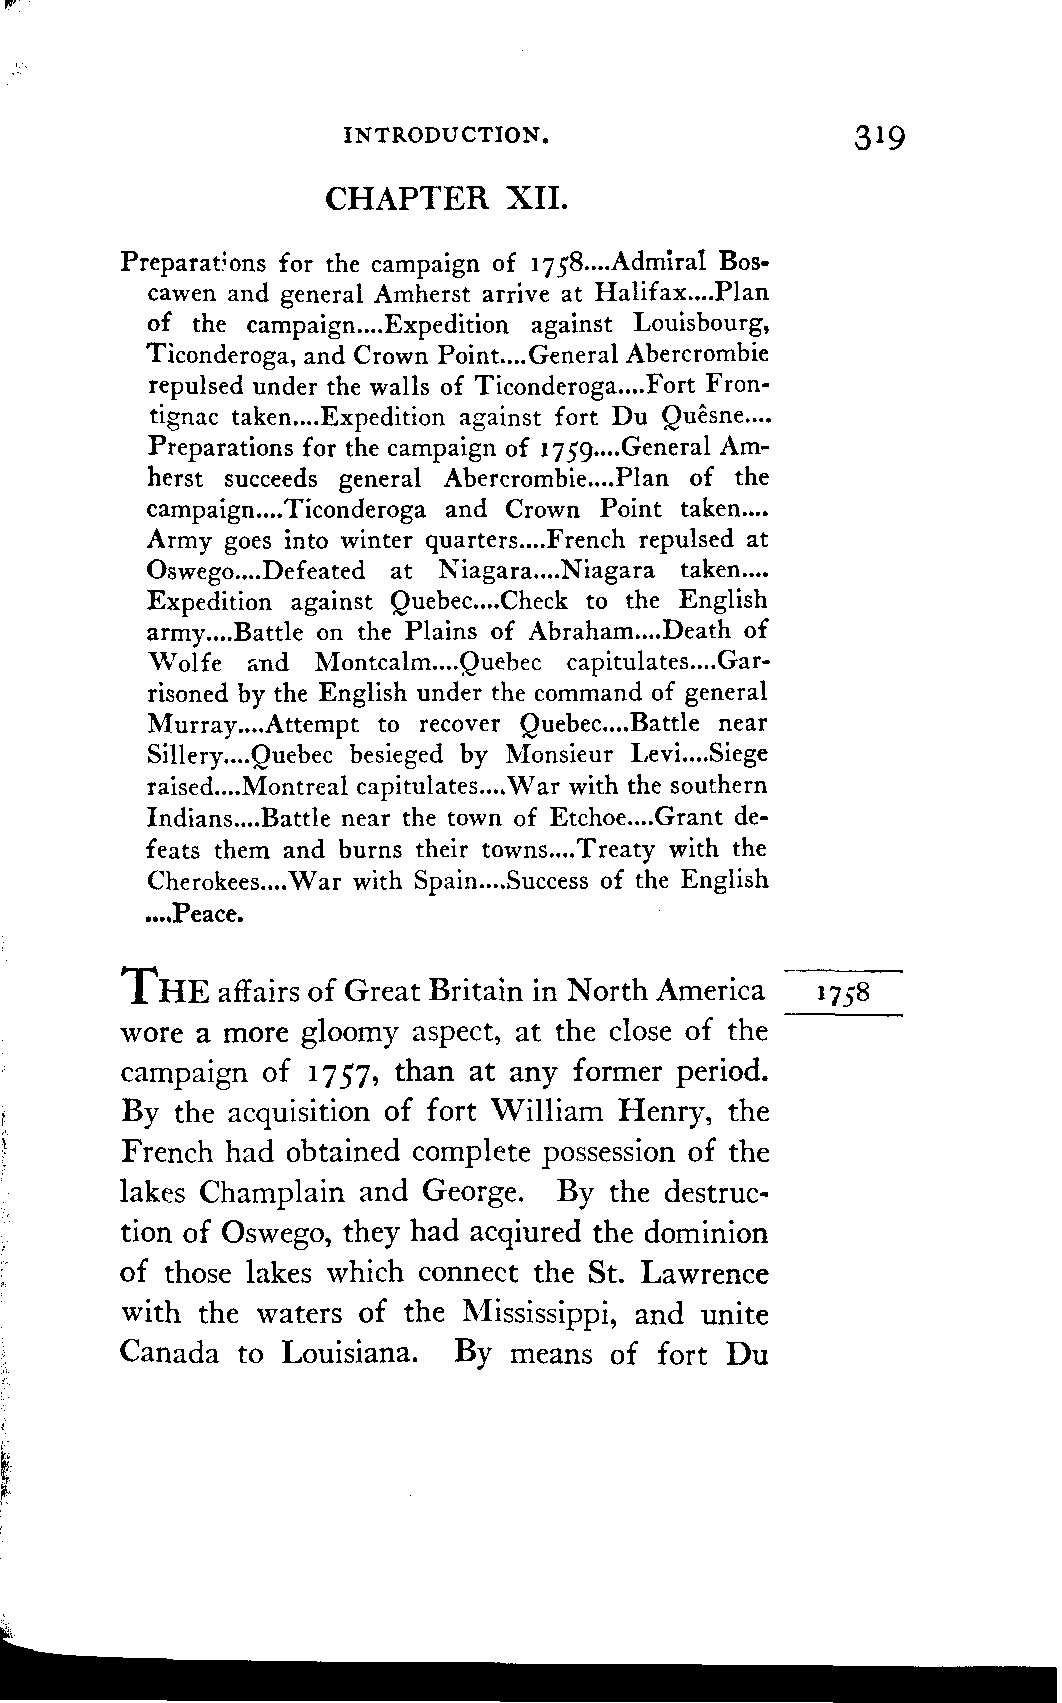 INTRODUCTION. 319
CHAPTER XII.
Preparations for the campaign of 1758....Admiral Bos-
cawen and general Amherst arrive at Halifax....Plan
of the campaign....Expedition against Louisbourg,
Ticonderoga, and Crown Point....General Abercrombie
repulsed under the walls of Ticonderoga....Fort Fron-
tignac taken....Expedition against fort Du Quêsne....
Preparations for the campaign of 1759....General Am-
herst succeeds general Abercrombie....Plan of the
campaign....Ticonderoga and Crown Point taken....
Army goes into winter quarters....French repulsed at
Oswego....Defeated at Niagara....Niagara taken....
Expedition against Quebec....Check to the English
army....Battle on the Plains of Abraham....Death of
Wolfe and Montcalm....Quebec capitulates....Gar-
risoned by the English under the command of general
Murray....Attempt to recover Quebec....Battle near
Sillery....Quebec besieged by Monsieur Levi....Siege
raised....Montreal capitulates....War with the southern
Indians....Battle near the town of Etchoe....Grant de-
feats them and burns their towns....Treaty with the
Cherokees....War with Spain....Success of the English
....Peace.
THE affairs of Great Britain in North America 1758
wore a more gloomy aspect, at the close of the
campaign of 1757, than at any former period.
By the acquisition of fort William Henry, the
French had obtained complete possession of the
lakes Champlain and George. By the destruc-
tion of Oswego, they had acqiured the dominion
of those lakes which connect the St. Lawrence
with the waters of the Mississippi, and unite
Canada to Louisiana. By means of fort Du